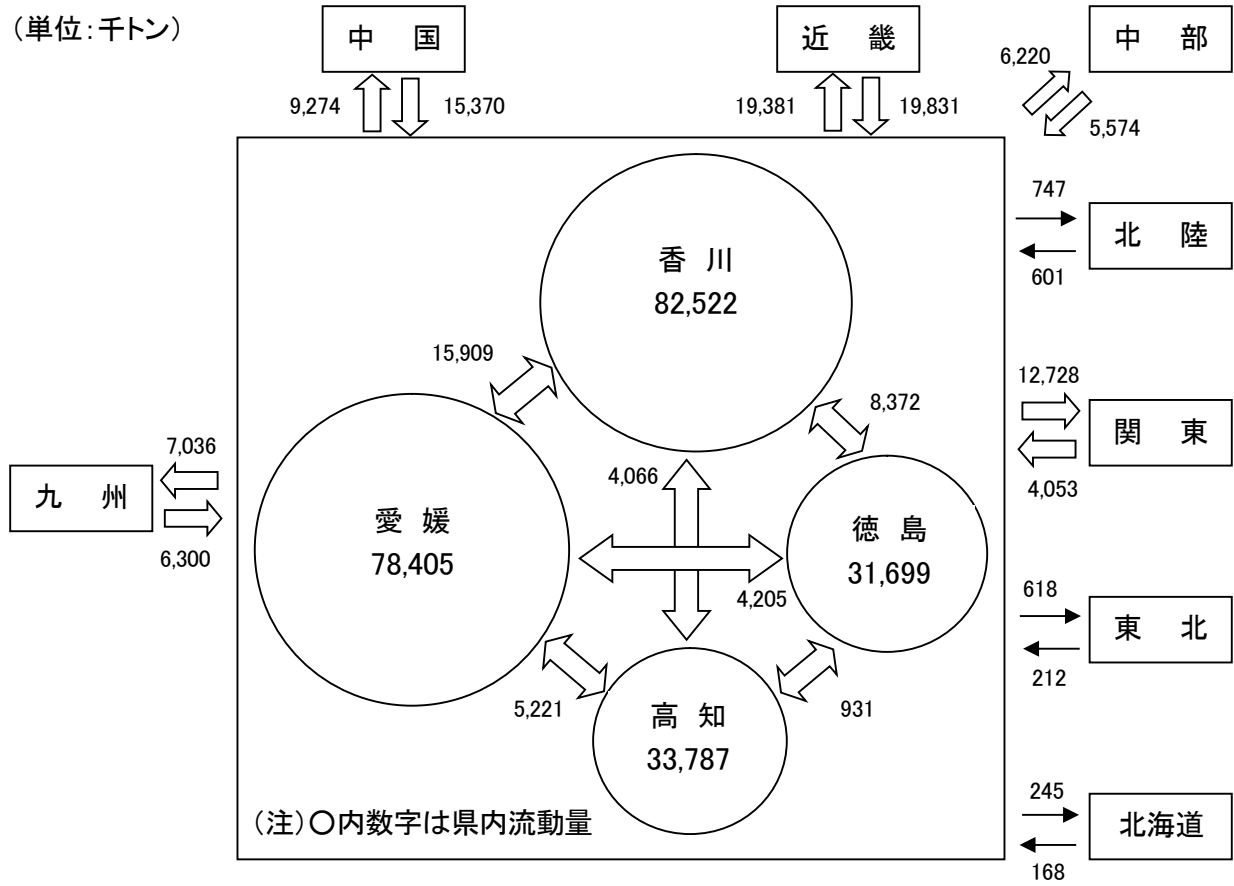 (単位:千トン)
中 国
近 畿
中 部
9,274
15,370
19,381
19,831
6,220
5,574
747
北 陸
601
香 川
82,522
15,909
8,372
12,728
関 東
4,053
7,036
九 州
6,300
4,066
愛 媛
78,405
徳 島
31,699
4,205
618
東 北
212
5,221
931
高 知
33,787
245
北海道
168
(注)〇内数字は県内流動量